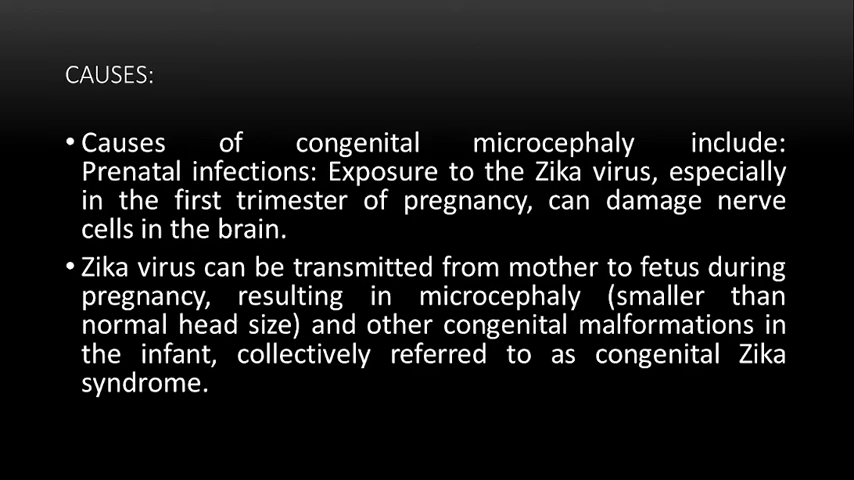 CAUSES:
• Causes of congenital microcephaly include:
Prenatal infections: Exposure to the Zika virus, especially
in the first trimester of pregnancy, can damage nerve
cells in the brain.
• Zika virus can be transmitted from mother to fetus during
pregnancy, resulting in microcephaly (smaller than
normal head size) and other congenital malformations in
the infant, collectively referred to as congenital Zika
syndrome.